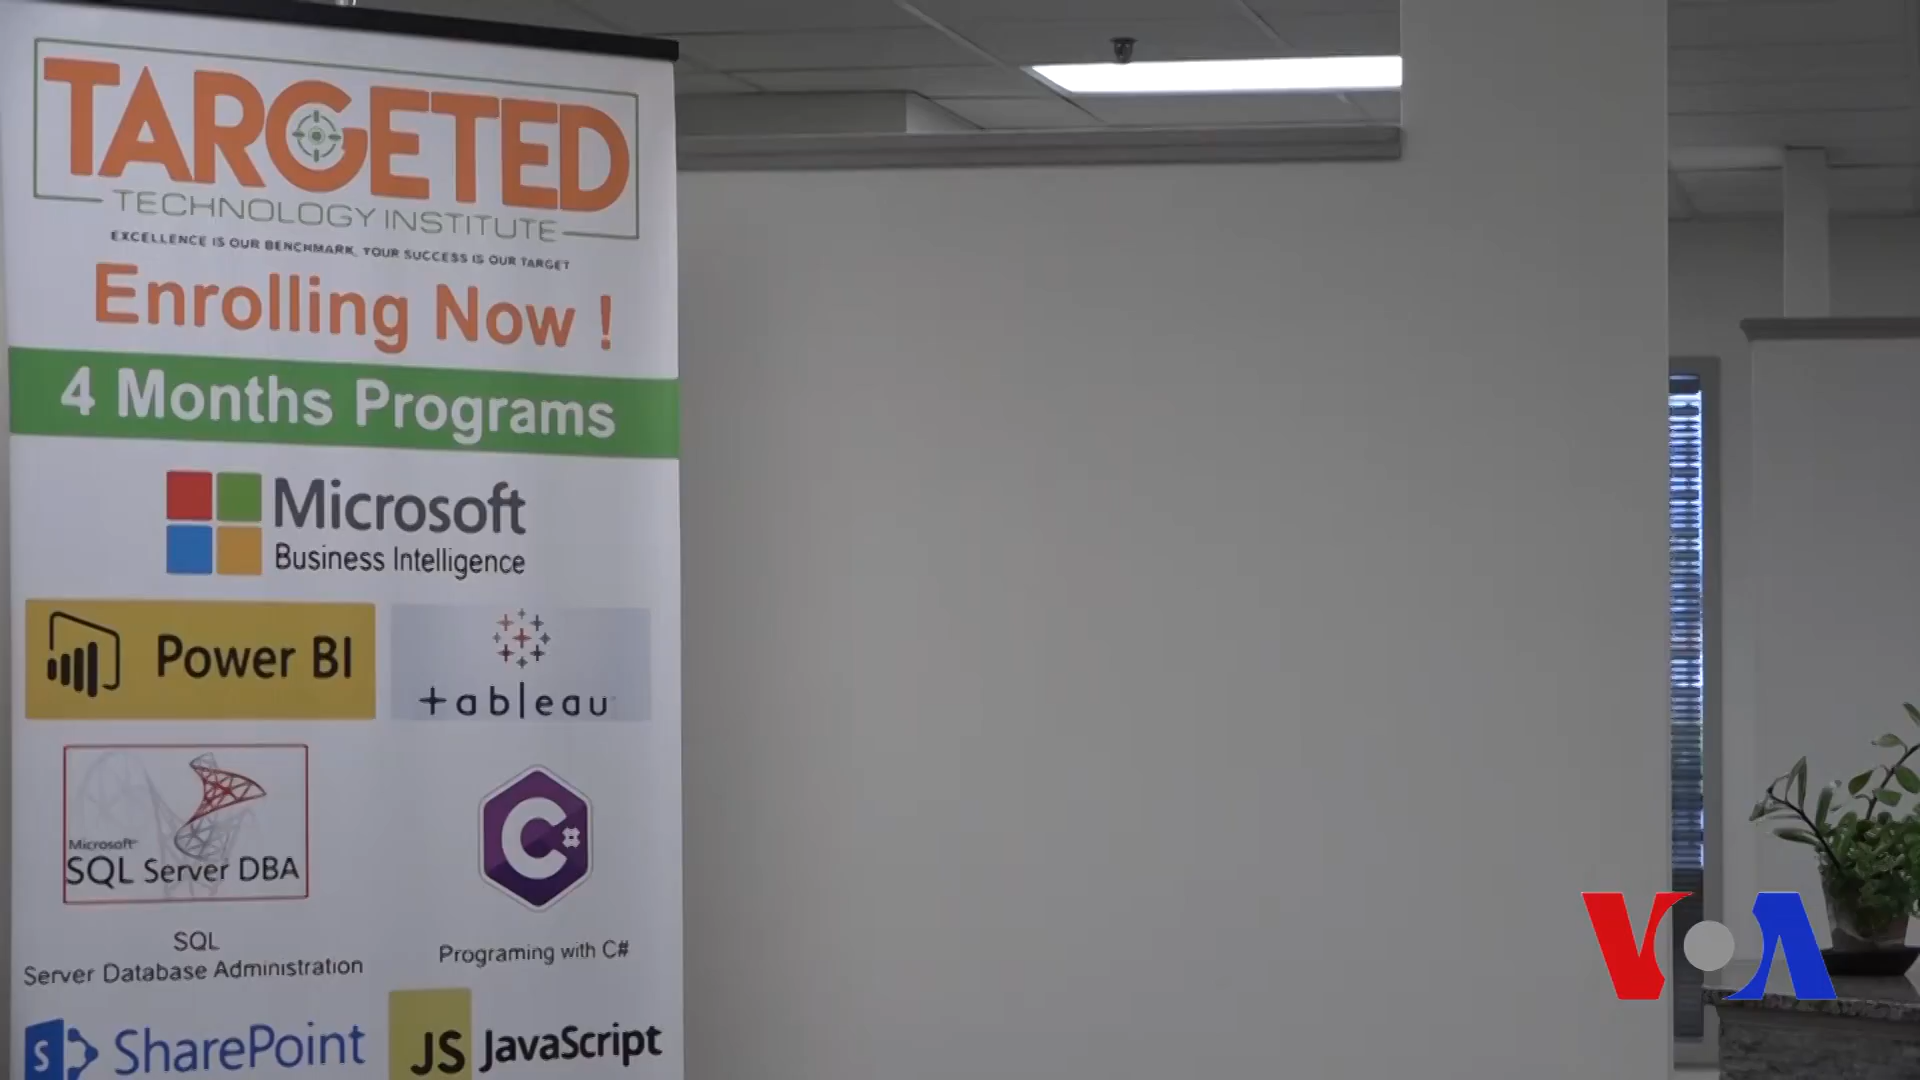 TARGETED
TECHNOLOGY INSTITUTE
EXCELLENCE IS OUR BENCHMARK, YOUR SUCCESS IS OUR TARGET
Enrolling Now !
4 Months Programs
Microsoft
Business Intelligence
Power BI
+ableau
Microsoft
SQL Server DBA
C#
SQL
Server Database Administration
Programing with C#
S SharePoint
JS JavaScript
VOA